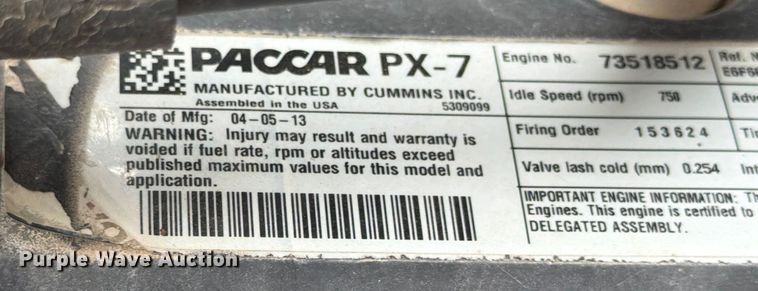 PACCAR PX-7
MANUFACTURED BY CUMMINS INC.
Assembled in the USA 5309099
Date of Mfg: 04-05-13
WARNING: Injury may result and warranty is
voided if fuel rate, rpm or altitudes exceed
published maximum values for this model and
application.
Engine No. 73518512
Idle Speed (rpm) 750
Firing Order 153624
Valve lash cold (mm) 0.254
IMPORTANT ENGINE INFORMATION:
Engines. This engine is certified to
DELEGATED ASSEMBLY.
Purple Wave Auction